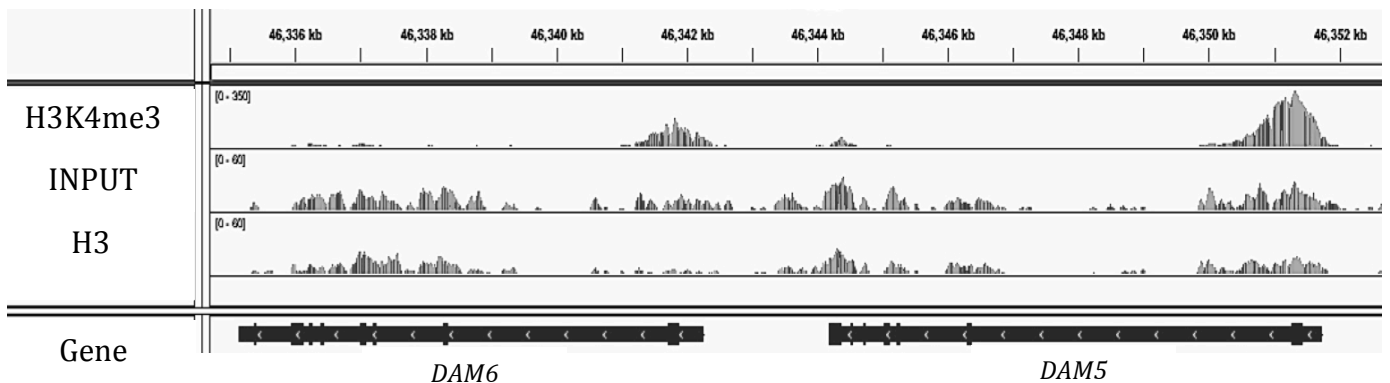 46,336 kb 46,338 kb 46,340 kb 46,342 kb 46,344 kb 46,346 kb 46,348 kb 46,350 kb 46,352 kb
H3K4me3
[0 - 350]
INPUT
[0 - 60]
H3
[0 - 60]
Gene
DAM6 DAM5